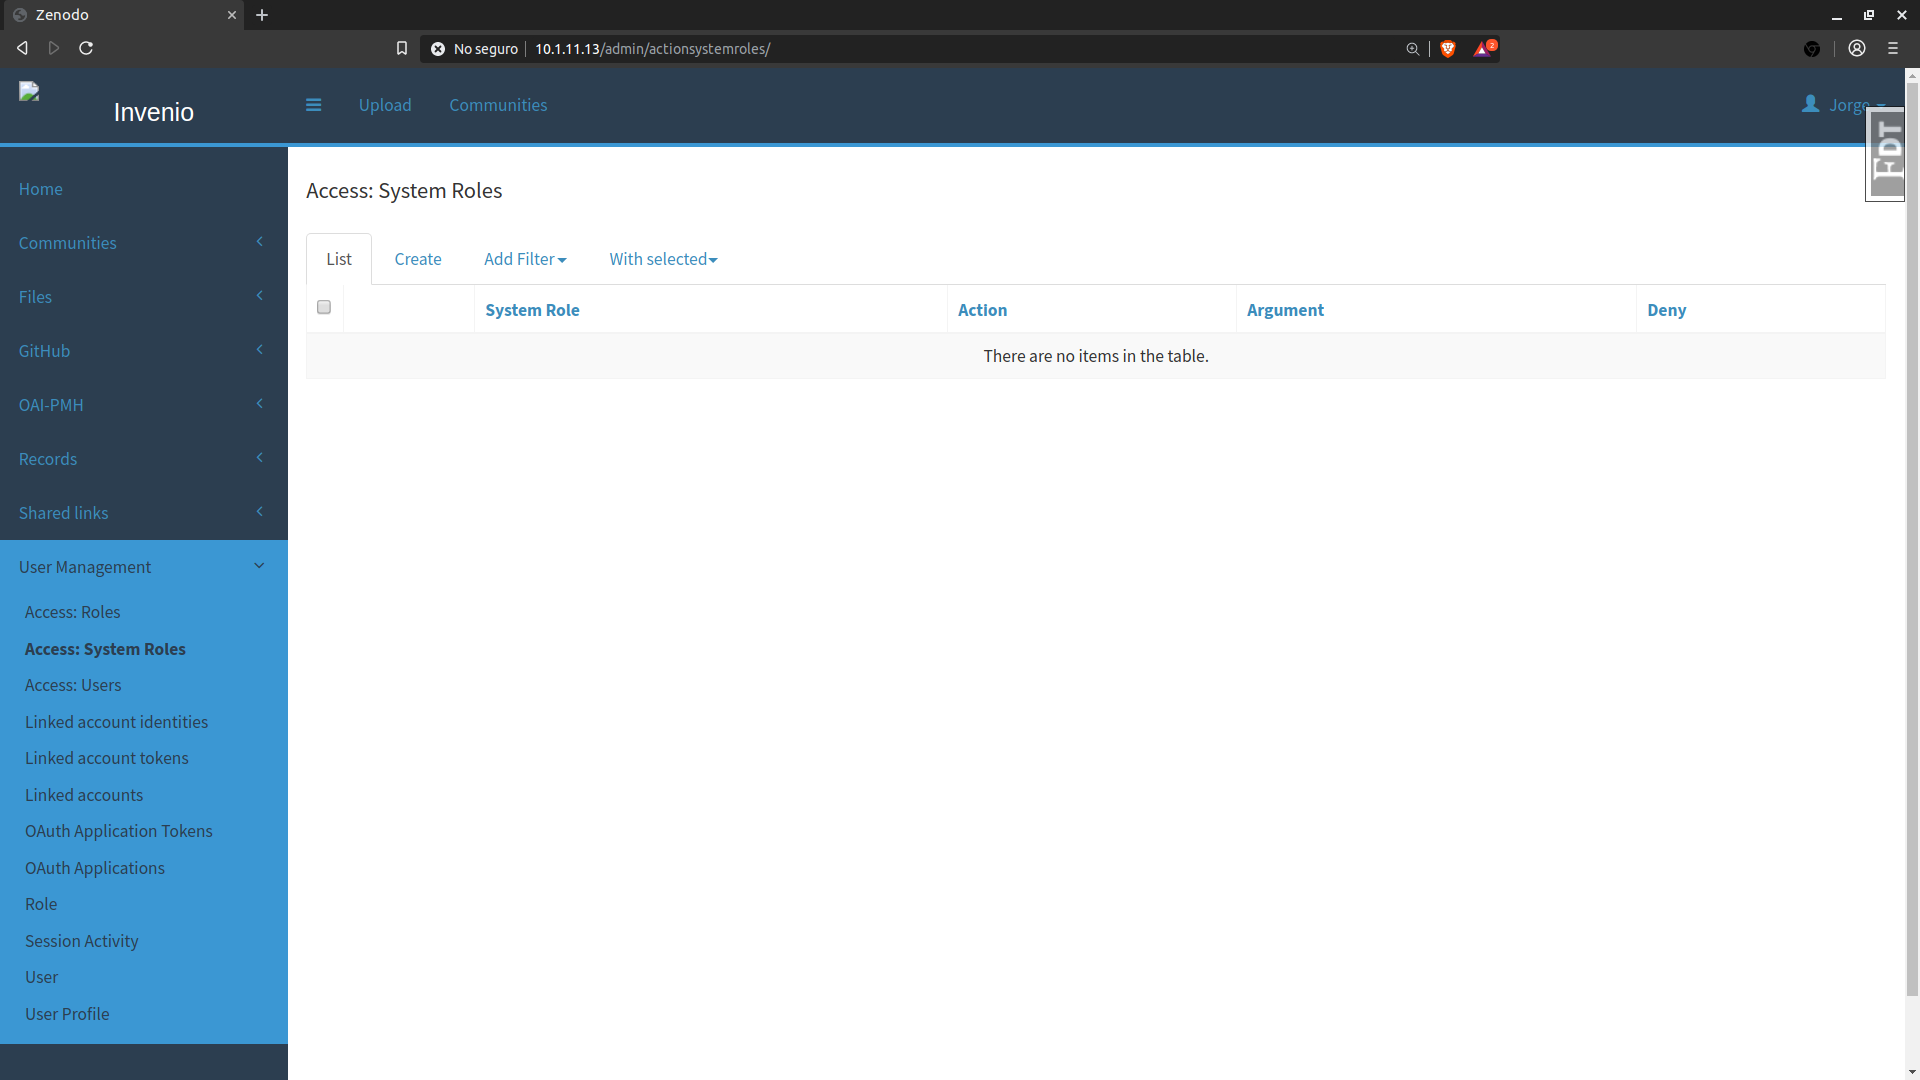 Zenodo
No seguro
10.1.11.13/admin/actionsystemroles/
2
Invenio
Upload
Communities
Jorge
FDT
Home
Communities
Files
GitHub
OAI-PMH
Records
Shared links
User Management
Access: Roles
Access: System Roles
Access: Users
Linked account identities
Linked account tokens
Linked accounts
OAuth Application Tokens
OAuth Applications
Role
Session Activity
User
User Profile
Access: System Roles
List
Create
Add Filter
With selected
System Role
Action
Argument
Deny
There are no items in the table.